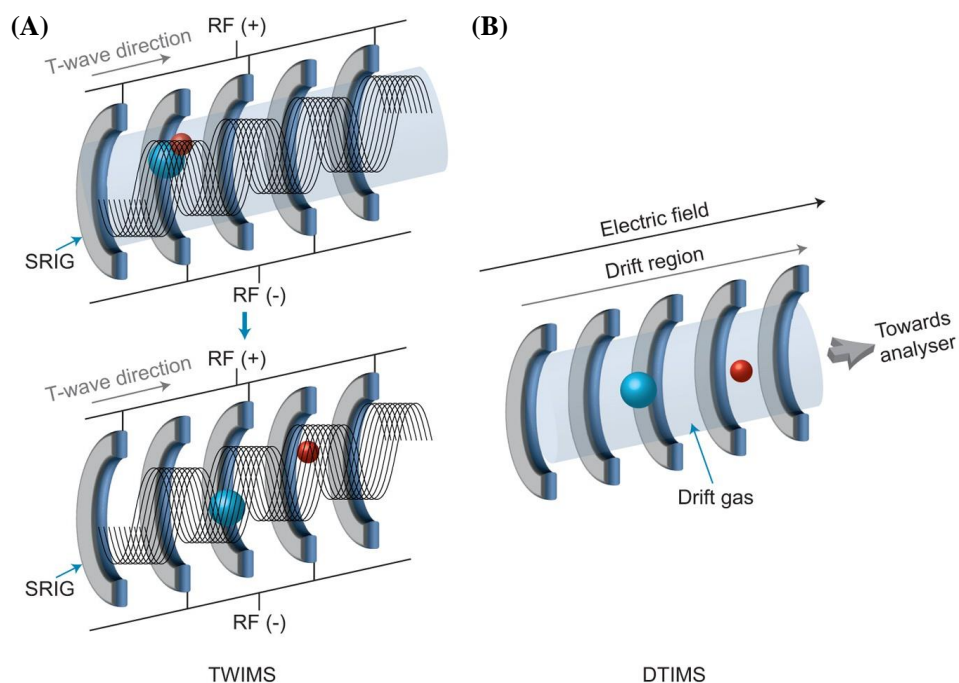 (A)
RF (+)
T-wave direction
SRIG
RF (-)
RF (+)
T-wave direction
SRIG
RF (-)
TWIMS
(B)
Electric field
Drift region
Towards
analyser
Drift gas
DTIMS